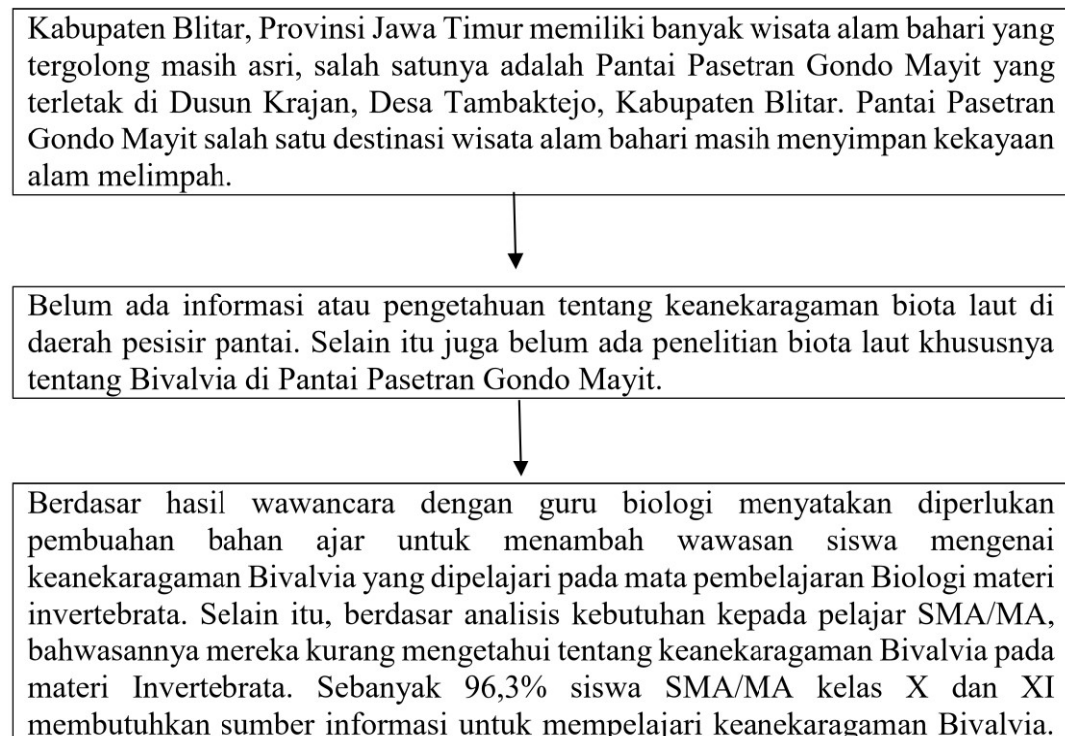 Kabupaten Blitar, Provinsi Jawa Timur memiliki banyak wisata alam bahari yang
tergolong masih asri, salah satunya adalah Pantai Pasetran Gondo Mayit yang
terletak di Dusun Krajan, Desa Tambaktejo, Kabupaten Blitar. Pantai Pasetran
Gondo Mayit salah satu destinasi wisata alam bahari masih menyimpan kekayaan
alam melimpah.
Belum ada informasi atau pengetahuan tentang keanekaragaman biota laut di
daerah pesisir pantai. Selain itu juga belum ada penelitian biota laut khususnya
tentang Bivalvia di Pantai Pasetran Gondo Mayit.
Berdasar hasil wawancara dengan guru biologi menyatakan diperlukan
pembuahan bahan ajar untuk menambah wawasan siswa mengenai
keanekaragaman Bivalvia yang dipelajari pada mata pembelajaran Biologi materi
invertebrata. Selain itu, berdasar analisis kebutuhan kepada pelajar SMA/MA,
bahwasannya mereka kurang mengetahui tentang keanekaragaman Bivalvia pada
materi Invertebrata. Sebanyak 96,3% siswa SMA/MA kelas X dan XI
membutuhkan sumber informasi untuk mempelajari keanekaragaman Bivalvia.